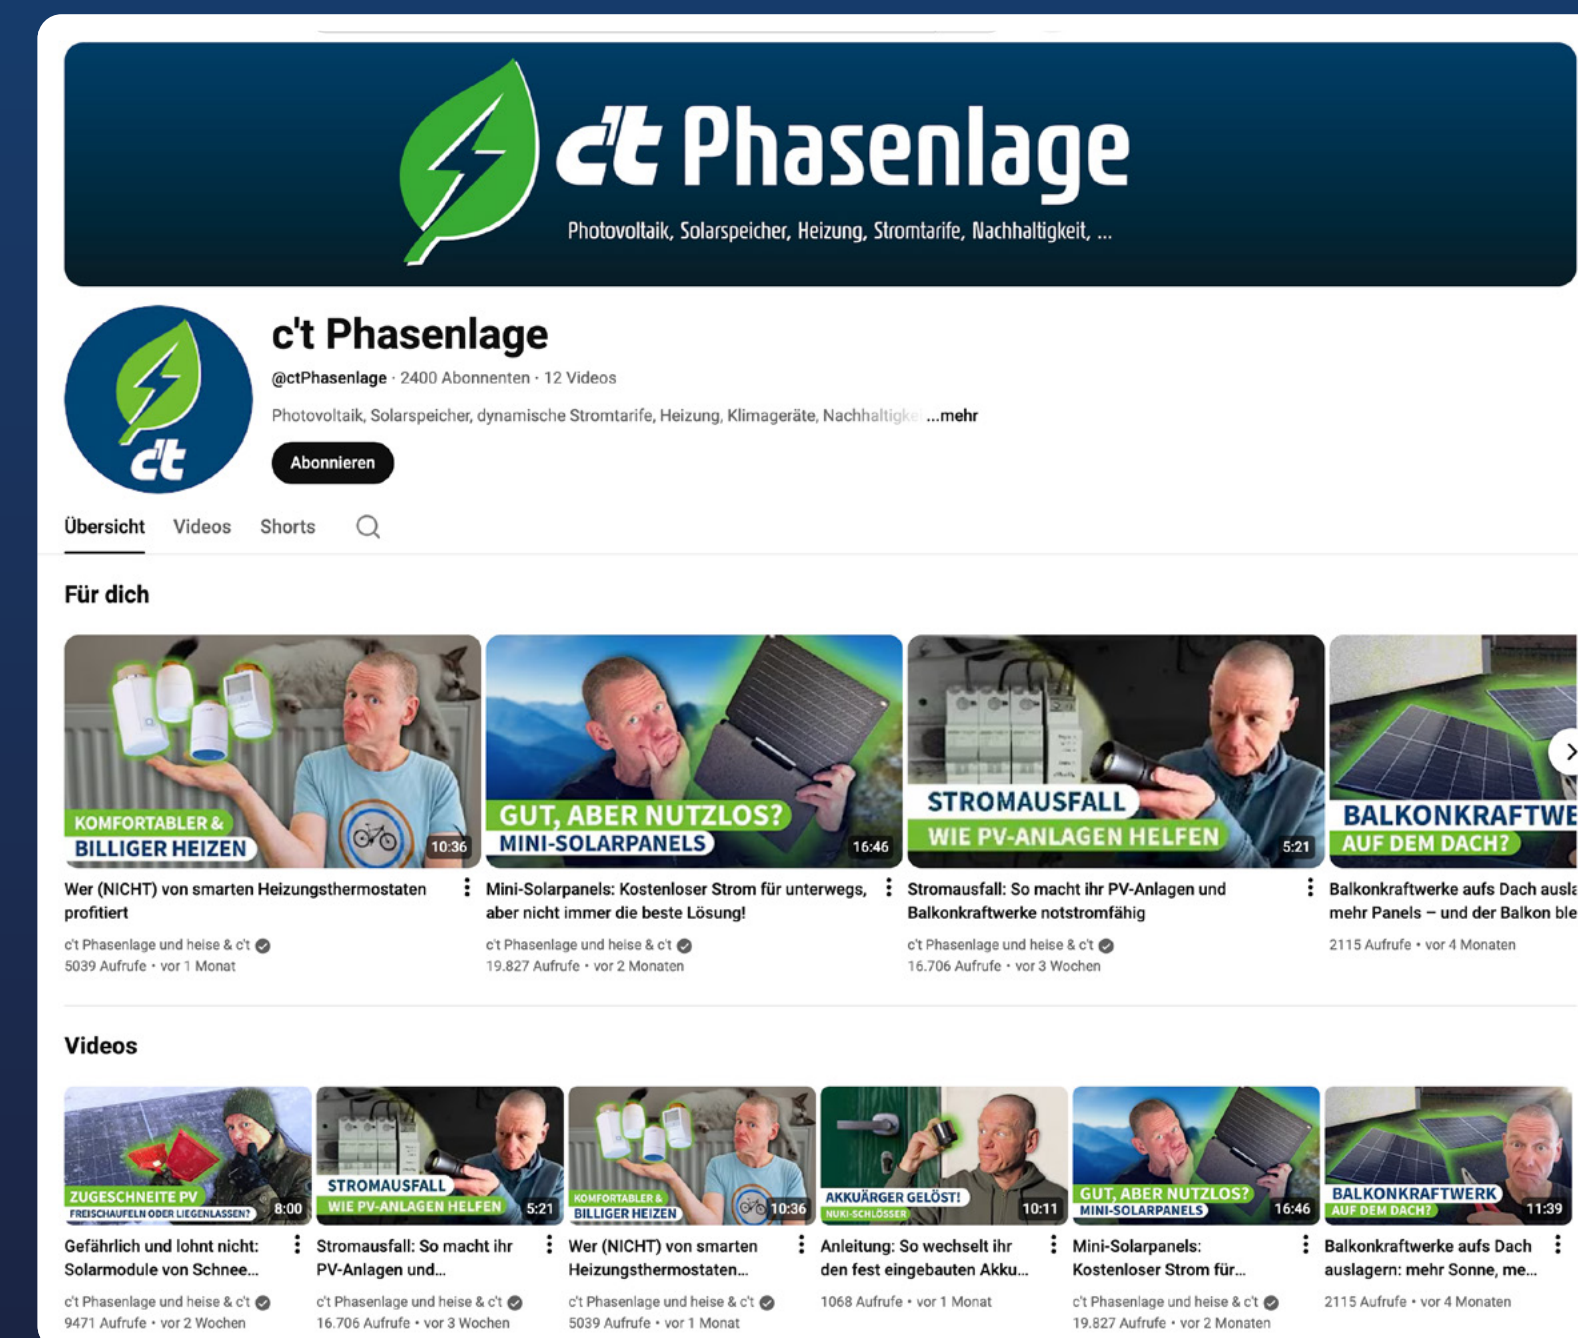 c't Phasenlage
Photovoltaik, Solarspeicher, Heizung, Stromtarife, Nachhaltigkeit, ...
c't
c't Phasenlage
@ctPhasenlage · 2400 Abonnenten · 12 Videos
Photovoltaik, Solarspeicher, dynamische Stromtarife, Heizung, Klimageräte, Nachhaltigke ...mehr
Abonnieren
Übersicht Videos Shorts
Für dich
KOMFORTABLER &
BILLIGER HEIZEN
10:36
GUT, ABER NUTZLOS?
MINI-SOLARPANELS
16:46
STROMAUSFALL
WIE PV-ANLAGEN HELFEN
5:21
BALKONKRAFTWE
AUF DEM DACH?
Wer (NICHT) von smarten Heizungsthermostaten
profitiert
c't Phasenlage und heise & c't
5039 Aufrufe • vor 1 Monat
Mini-Solarpanels: Kostenloser Strom für unterwegs,
aber nicht immer die beste Lösung!
c't Phasenlage und heise & c't
19.827 Aufrufe • vor 2 Monaten
Stromausfall: So macht ihr PV-Anlagen und
Balkonkraftwerke notstromfähig
c't Phasenlage und heise & c't
16.706 Aufrufe • vor 3 Wochen
Balkonkraftwerke aufs Dach ausla
mehr Panels – und der Balkon ble
2115 Aufrufe • vor 4 Monaten
Videos
ZUGESCHNEITE PV
FREISCHAUFELN ODER LIEGENLASSEN?
8:00
STROMAUSFALL
WIE PV-ANLAGEN HELFEN
5:21
KOMFORTABLER &
BILLIGER HEIZEN
10:36
AKKUÄRGER GELÖST!
NUKI-SCHLÖSSER
10:11
GUT, ABER NUTZLOS?
MINI-SOLARPANELS
16:46
BALKONKRAFTWERK
AUF DEM DACH?
11:39
Gefährlich und lohnt nicht:
Solarmodule von Schnee...
c't Phasenlage und heise & c't
9471 Aufrufe • vor 2 Wochen
Stromausfall: So macht ihr
PV-Anlagen und...
c't Phasenlage und heise & c't
16.706 Aufrufe • vor 3 Wochen
Wer (NICHT) von smarten
Heizungsthermostaten...
c't Phasenlage und heise & c't
5039 Aufrufe • vor 1 Monat
Anleitung: So wechselt ihr
den fest eingebauten Akku...
1068 Aufrufe • vor 1 Monat
Mini-Solarpanels:
Kostenloser Strom für...
c't Phasenlage und heise & c't
19.827 Aufrufe • vor 2 Monaten
Balkonkraftwerke aufs Dach
auslagern: mehr Sonne, me...
2115 Aufrufe • vor 4 Monaten